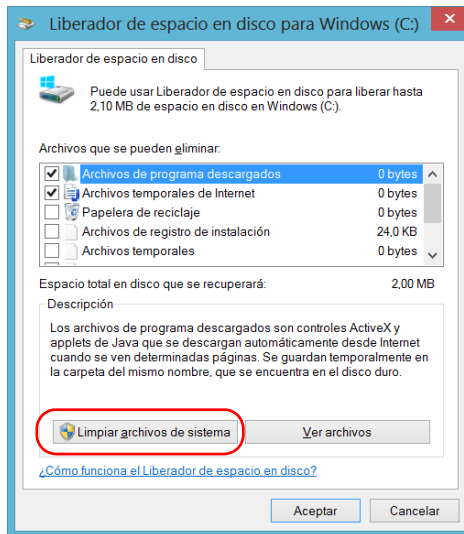 Liberador de espacio en disco para Windows (C:)
Liberador de espacio en disco
Puede usar Liberador de espacio en disco para liberar hasta
2,10 MB de espacio en disco en Windows (C:).
Archivos que se pueden eliminar:
Archivos de programa descargados 0 bytes
Archivos temporales de Internet 0 bytes
Papelera de reciclaje 0 bytes
Archivos de registro de instalación 24,0 KB
Archivos temporales 0 bytes
Espacio total en disco que se recuperará: 2,00 MB
Descripción
Los archivos de programa descargados son controles ActiveX y
applets de Java que se descargan automáticamente desde Internet
cuando se ven determinadas páginas. Se guardan temporalmente en
la carpeta del mismo nombre, que se encuentra en el disco duro.
Limpiar archivos de sistema Ver archivos
¿Cómo funciona el Liberador de espacio en disco?
Aceptar Cancelar